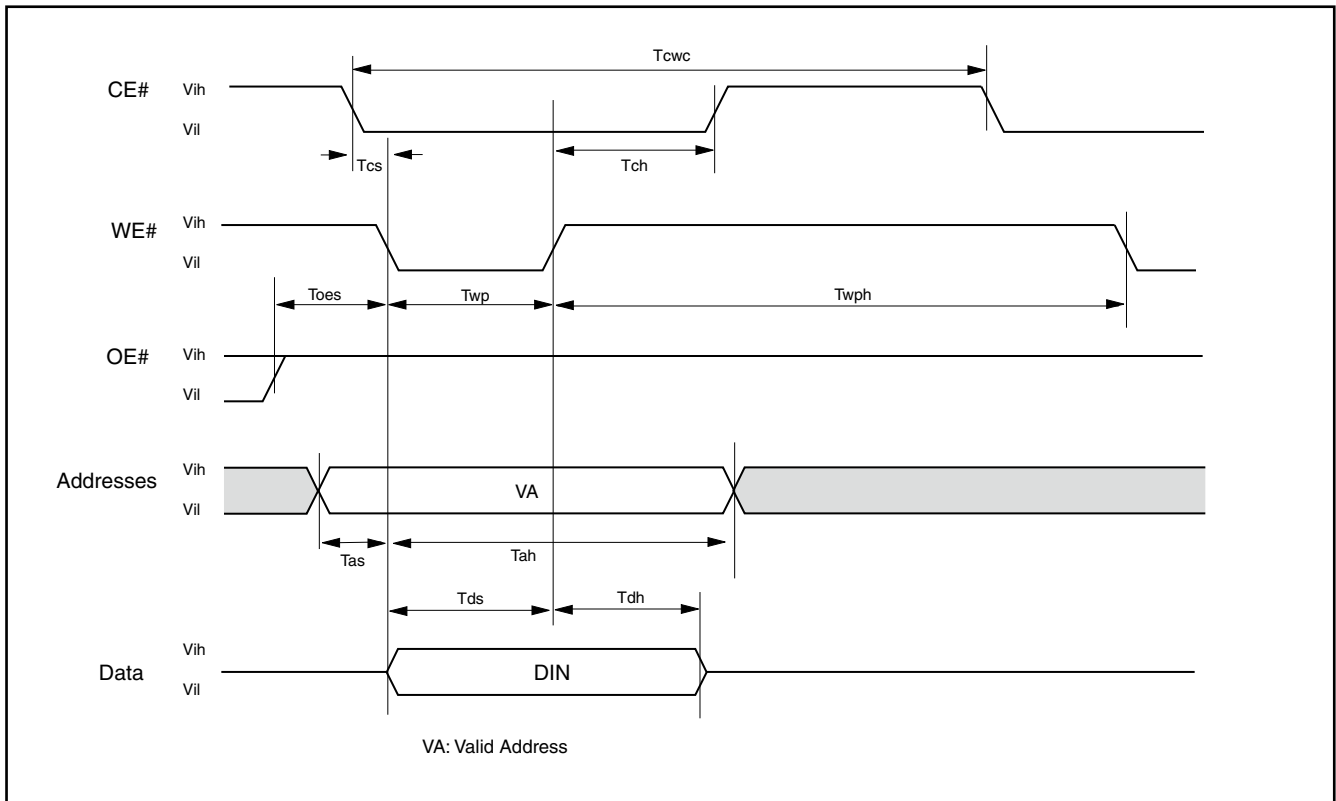 Tcwc
CE# Vih
Vil
Tcs Tch
WE# Vih
Vil
Toes Twp Twph
OE# Vih
Vil
Addresses Vih
VA
Vil
Tas Tah
Tds Tdh
Data Vih
DIN
Vil
VA: Valid Address